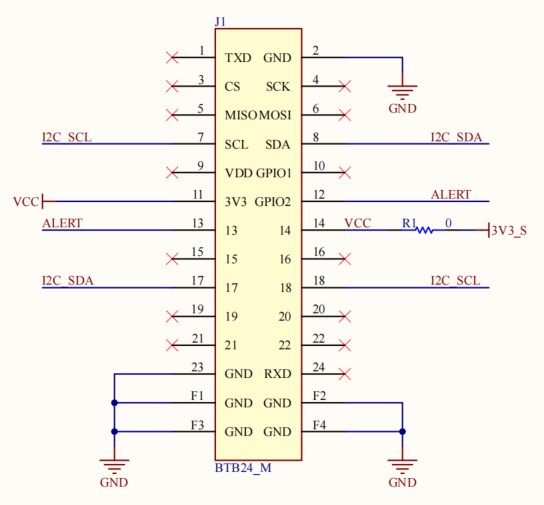 J1
1 TXD GND 2
3 CS SCK 4
GND
5 MISO MOSI 6
I2C_SCL 7 SCL SDA 8 I2C_SDA
9 VDD GPIO1 10
VCC 11 3V3 GPIO2 12 ALERT
ALERT 13 13 14 14 VCC R1 0 3V3_S
15 15 16 16
I2C_SDA 17 17 18 18 I2C_SCL
19 19 20 20
21 21 22 22
23 GND RXD 24
F1 GND GND F2
F3 GND GND F4
BTB24_M
GND GND